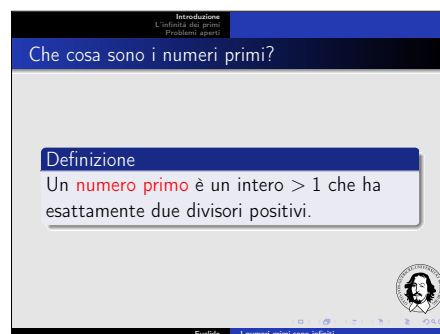 Introduzione
L'infinità dei primi
Problemi aperti
Che cosa sono i numeri primi?
Definizione
Un numero primo è un intero > 1 che ha
esattamente due divisori positivi.
Euclide I numeri primi sono infiniti